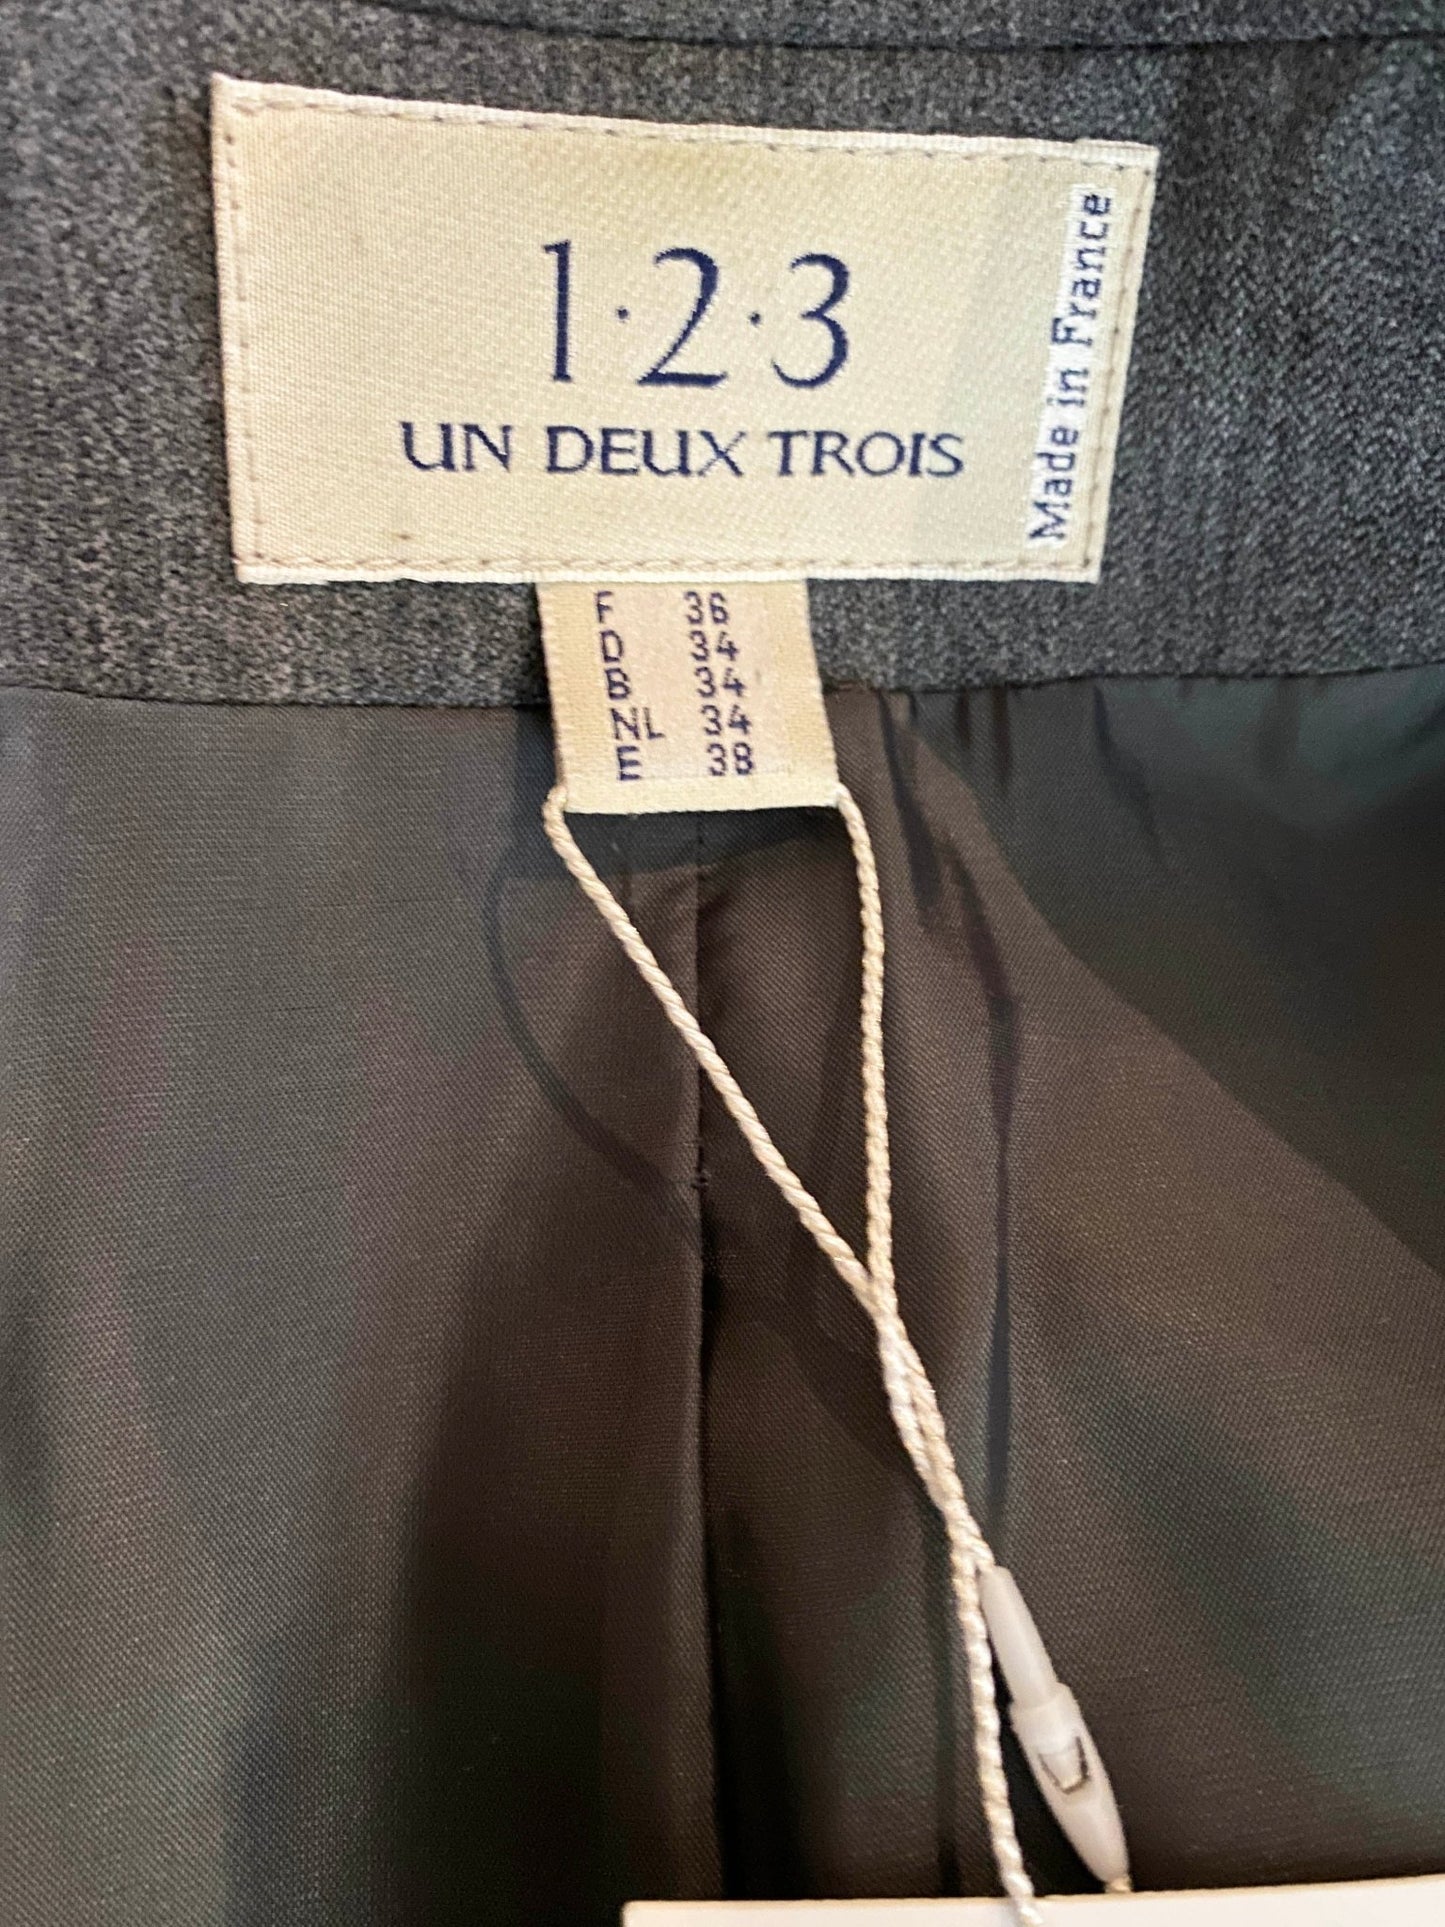 1·2·3
UN DEUX TROIS
Made in France
F 36
D 34
B 34
NL 34
E 38